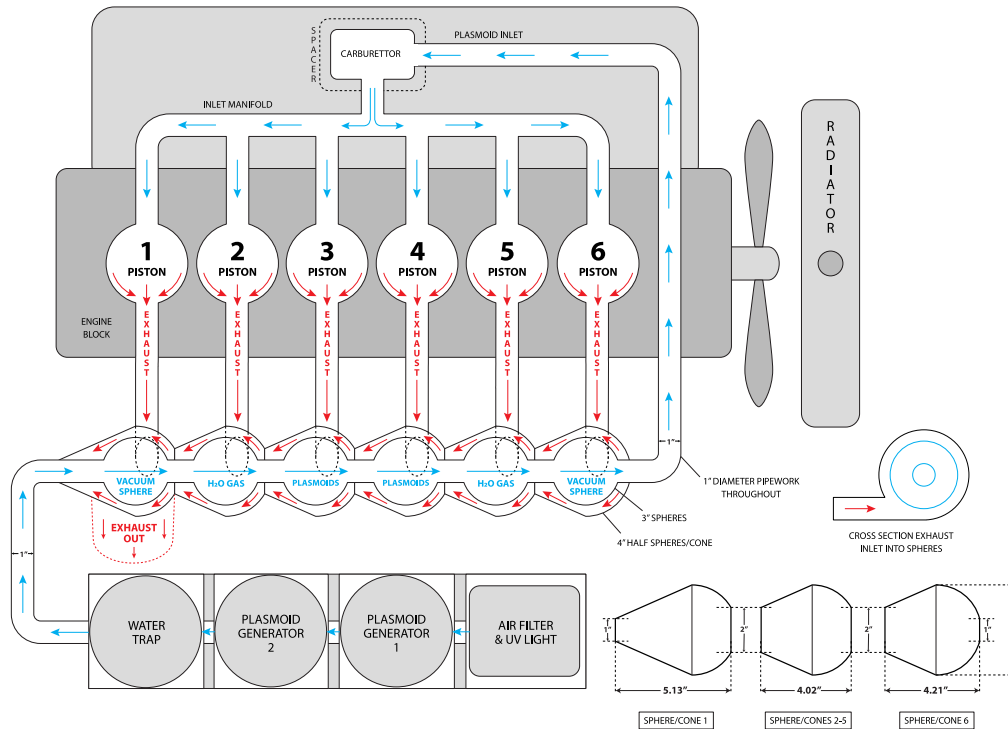 SPACER
CARBURETTOR
PLASMOID INLET
INLET MANIFOLD
RADIATOR
1
PISTON
2
PISTON
3
PISTON
4
PISTON
5
PISTON
6
PISTON
ENGINE
BLOCK
EXHAUST
EXHAUST
EXHAUST
EXHAUST
EXHAUST
EXHAUST
1"
VACUUM
SPHERE
H₂O GAS
PLASMOIDS
PLASMOIDS
H₂O GAS
VACUUM
SPHERE
1" DIAMETER PIPEWORK
THROUGHOUT
3" SPHERES
4" HALF SPHERES/CONE
EXHAUST
OUT
1"
CROSS SECTION EXHAUST
INLET INTO SPHERES
WATER
TRAP
PLASMOID
GENERATOR
2
PLASMOID
GENERATOR
1
AIR FILTER
& UV LIGHT
1"
2"
2"
1"
5.13"
4.02"
4.21"
SPHERE/CONE 1
SPHERE/CONES 2-5
SPHERE/CONE 6